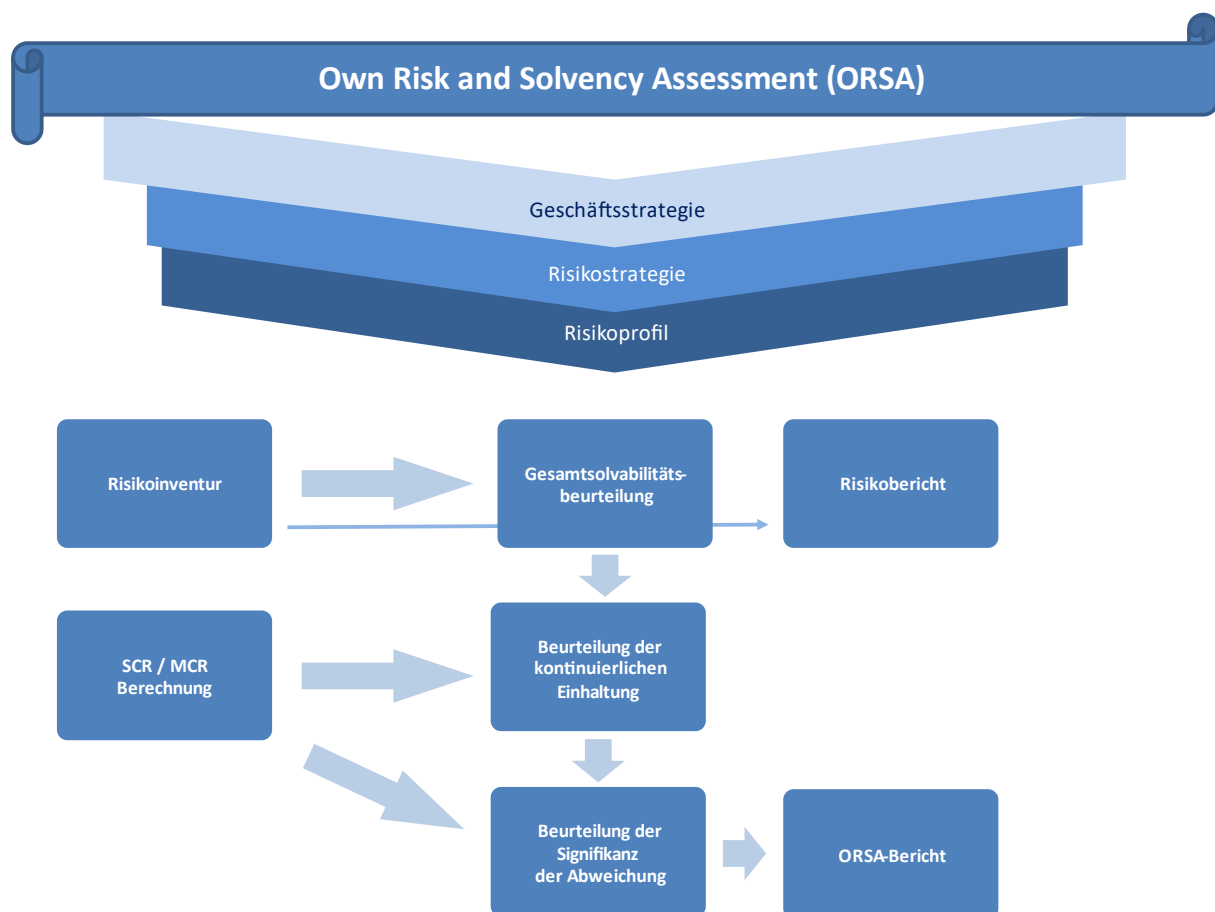 Own Risk and Solvency Assessment (ORSA)
Geschäftsstrategie
Risikostrategie
Risikoprofil
Risikoinventur
Gesamtsolvabilitäts-
beurteilung
Risikobericht
SCR / MCR
Berechnung
Beurteilung der
kontinuierlichen
Einhaltung
Beurteilung der
Signifikanz
der Abweichung
ORSA-Bericht